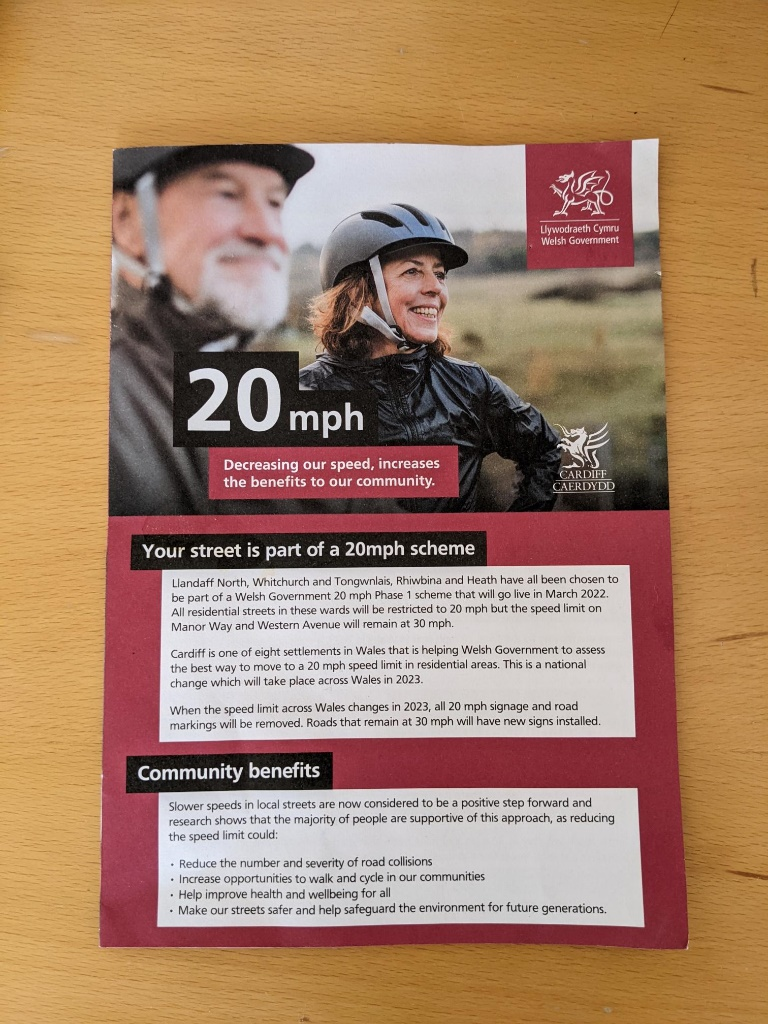 Llywodraeth Cymru
Welsh Government
20 mph
Decreasing our speed, increases
the benefits to our community.
CARDIFF
CAERDYDD
Your street is part of a 20mph scheme
Llandaff North, Whitchurch and Tongwnlais, Rhiwbina and Heath have all been chosen to
be part of a Welsh Government 20 mph Phase 1 scheme that will go live in March 2022.
All residential streets in these wards will be restricted to 20 mph but the speed limit on
Manor Way and Western Avenue will remain at 30 mph.
Cardiff is one of eight settlements in Wales that is helping Welsh Government to assess
the best way to move to a 20 mph speed limit in residential areas. This is a national
change which will take place across Wales in 2023.
When the speed limit across Wales changes in 2023, all 20 mph signage and road
markings will be removed. Roads that remain at 30 mph will have new signs installed.
Community benefits
Slower speeds in local streets are now considered to be a positive step forward and
research shows that the majority of people are supportive of this approach, as reducing
the speed limit could:
· Reduce the number and severity of road collisions
· Increase opportunities to walk and cycle in our communities
· Help improve health and wellbeing for all
· Make our streets safer and help safeguard the environment for future generations.